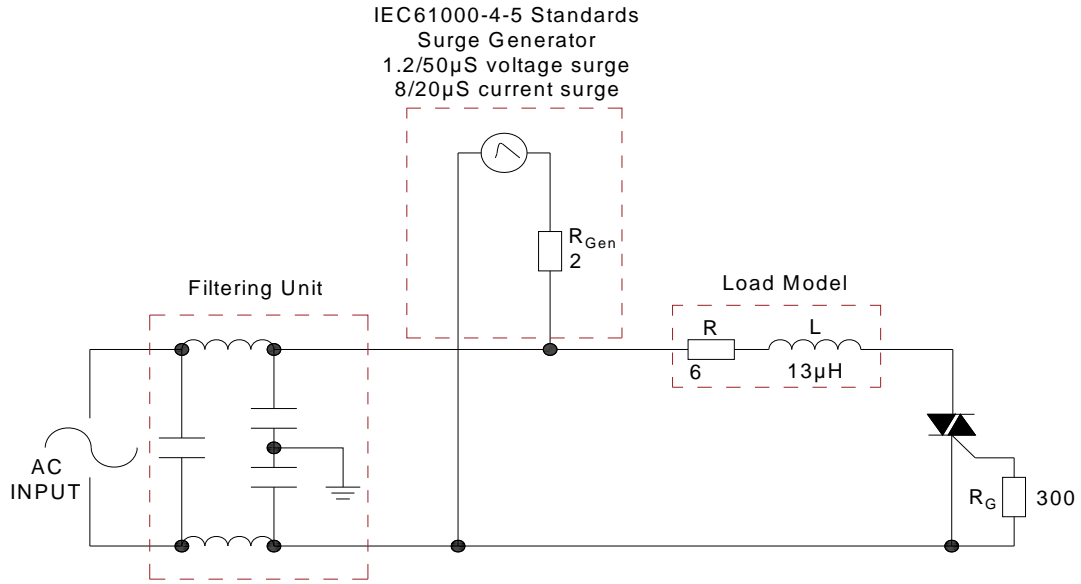 IEC61000-4-5 Standards
Surge Generator
1.2/50µS voltage surge
8/20µS current surge
RGen
2
Filtering Unit
Load Model
R
L
6
13µH
AC
INPUT
RG
300